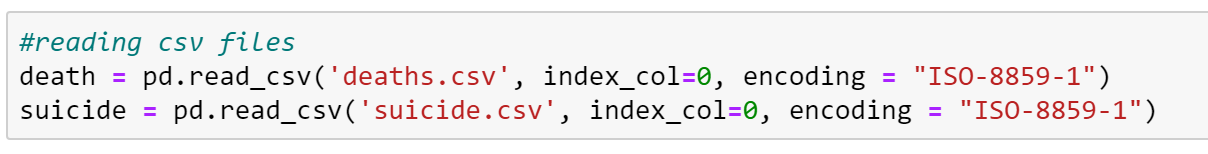 #reading csv files
death = pd.read_csv('deaths.csv', index_col=0, encoding = "ISO-8859-1")
suicide = pd.read_csv('suicide.csv', index_col=0, encoding = "ISO-8859-1")